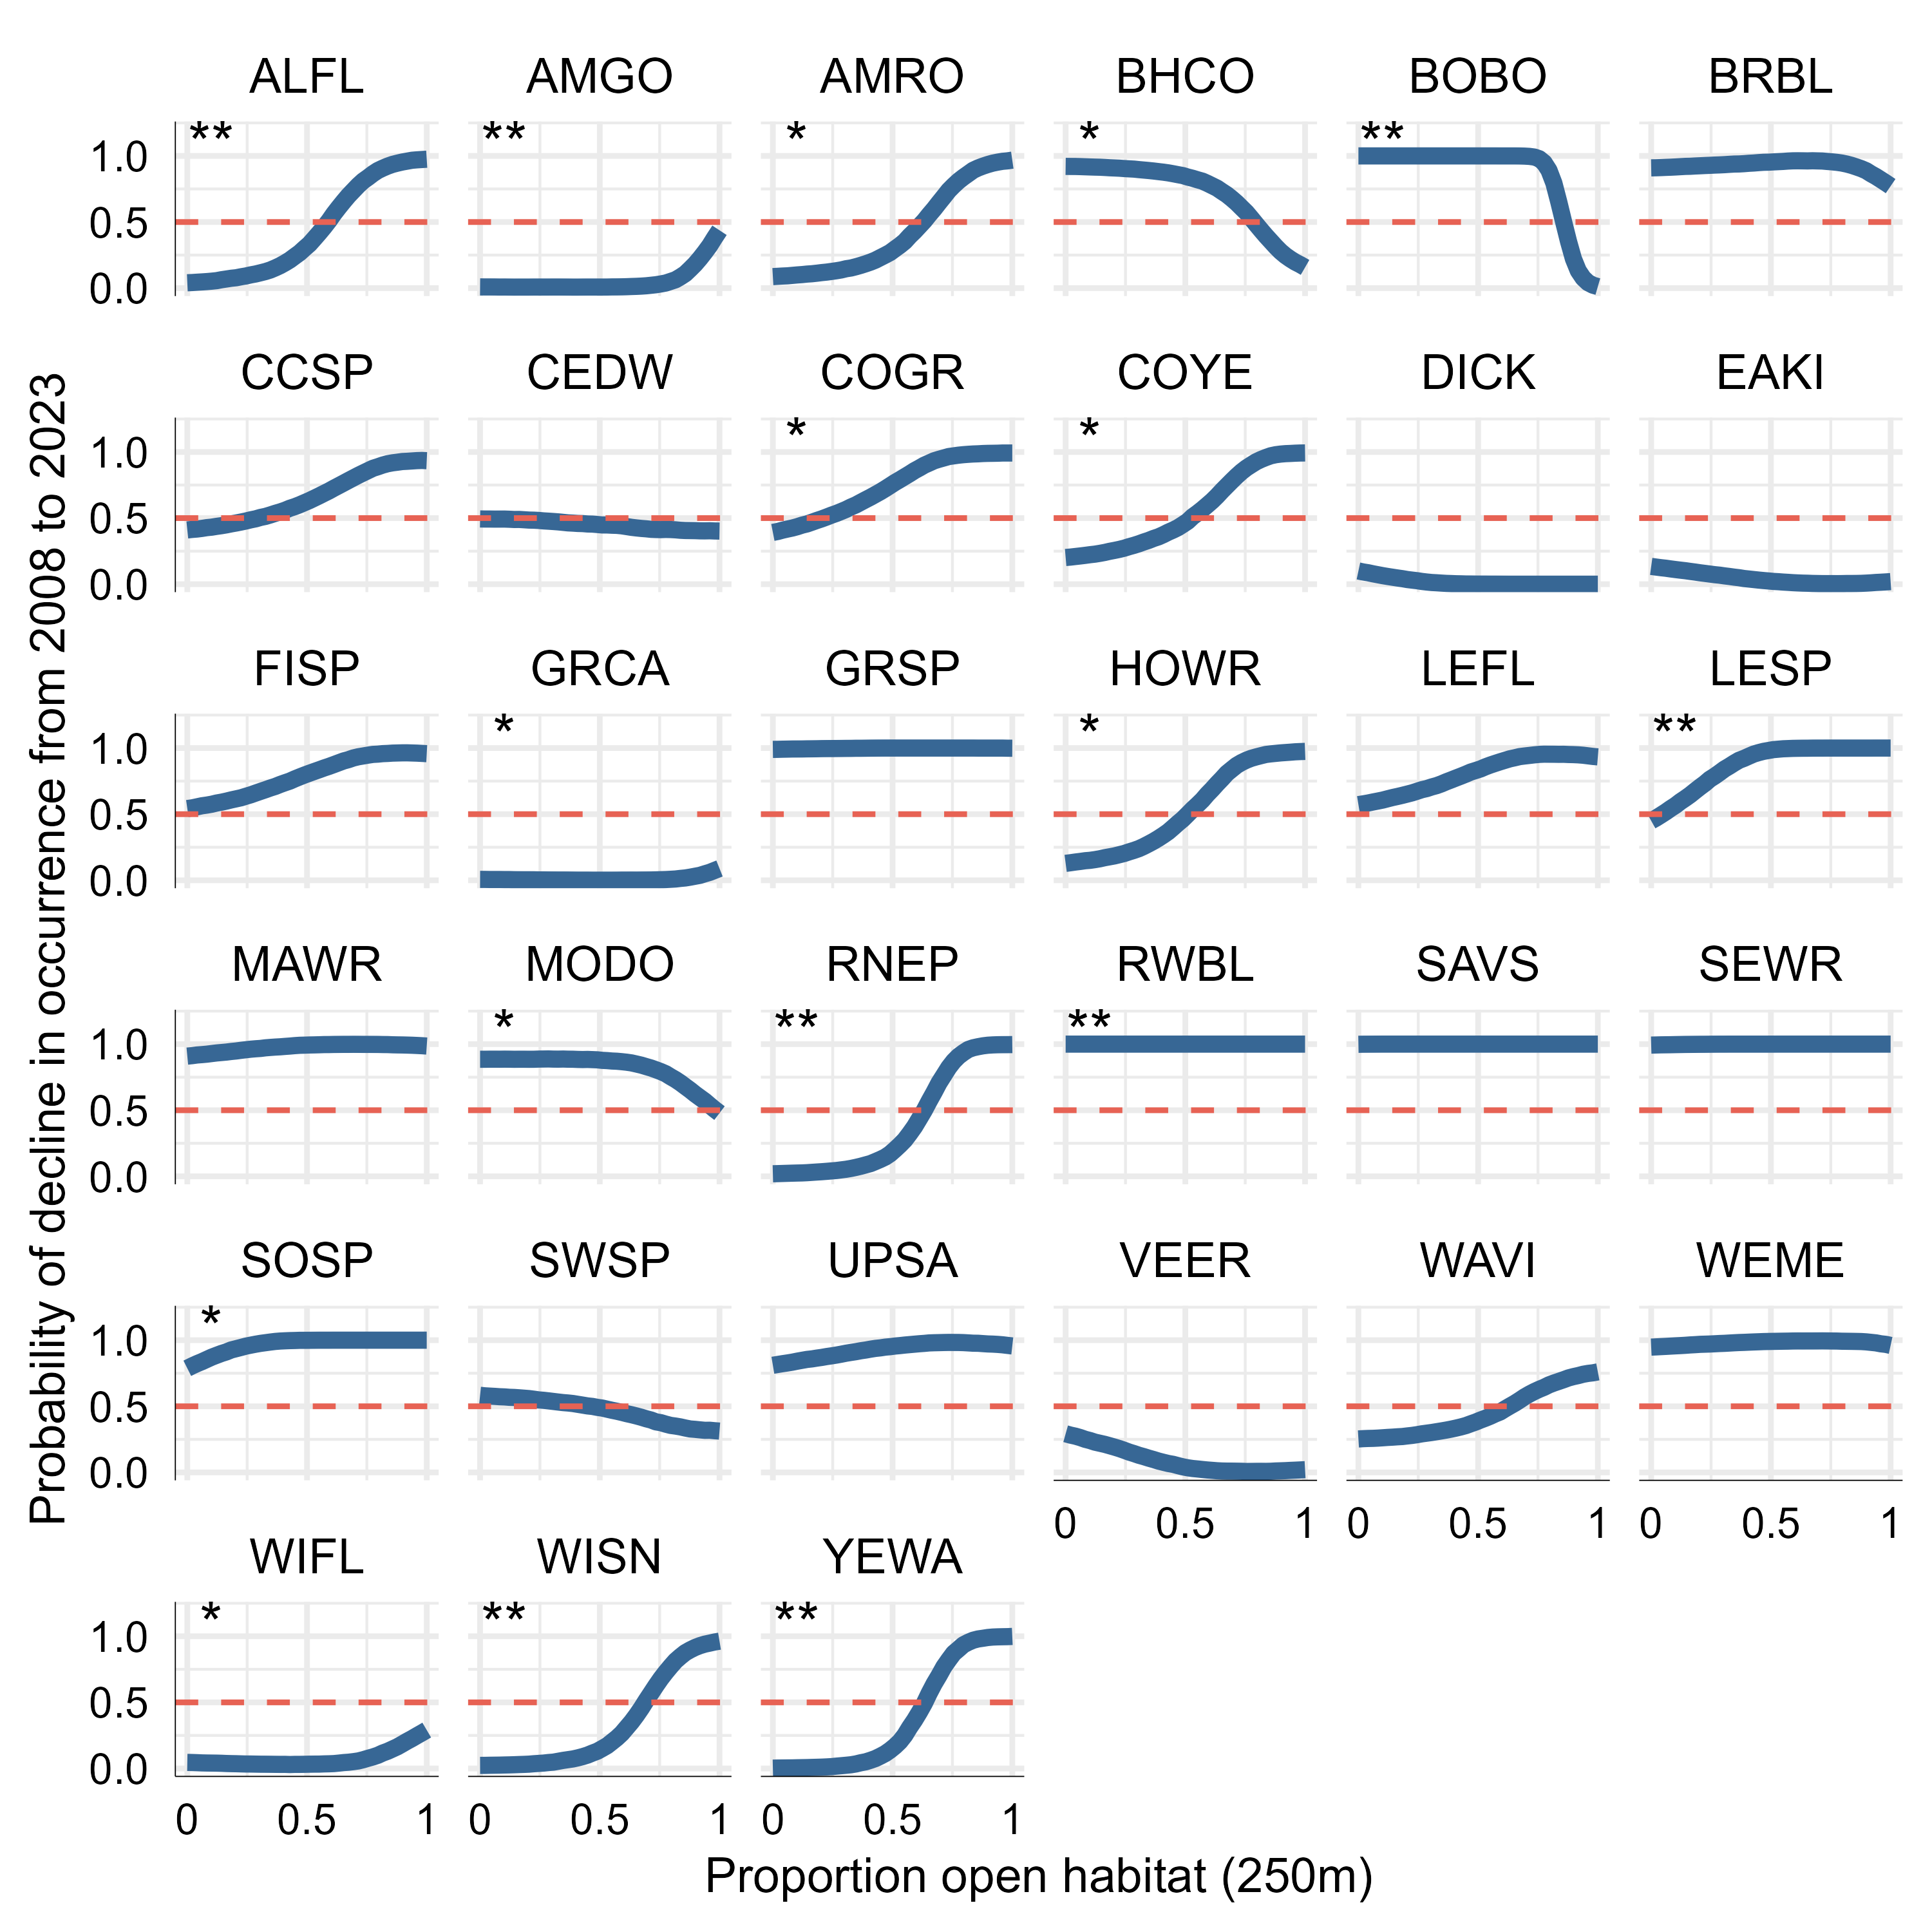 ALFL AMGO AMRO BHCO BOBO BRBL
** ** * * **
1.0
0.5
0.0
CCSP CEDW COGR COYE DICK EAKI
* *
1.0
0.5
0.0
FISP GRCA GRSP HOWR LEFL LESP
* * **
1.0
0.5
0.0
MAWR MODO RNEP RWBL SAVS SEWR
* ** **
1.0
0.5
0.0
SOSP SWSP UPSA VEER WAVI WEME
*
1.0
0.5
0.0
0 0.5 1 0 0.5 1 0 0.5 1
WIFL WISN YEWA
* ** **
1.0
0.5
0.0
0 0.5 1 0 0.5 1 0 0.5 1
Proportion open habitat (250m)
Probability of decline in occurrence from 2008 to 2023